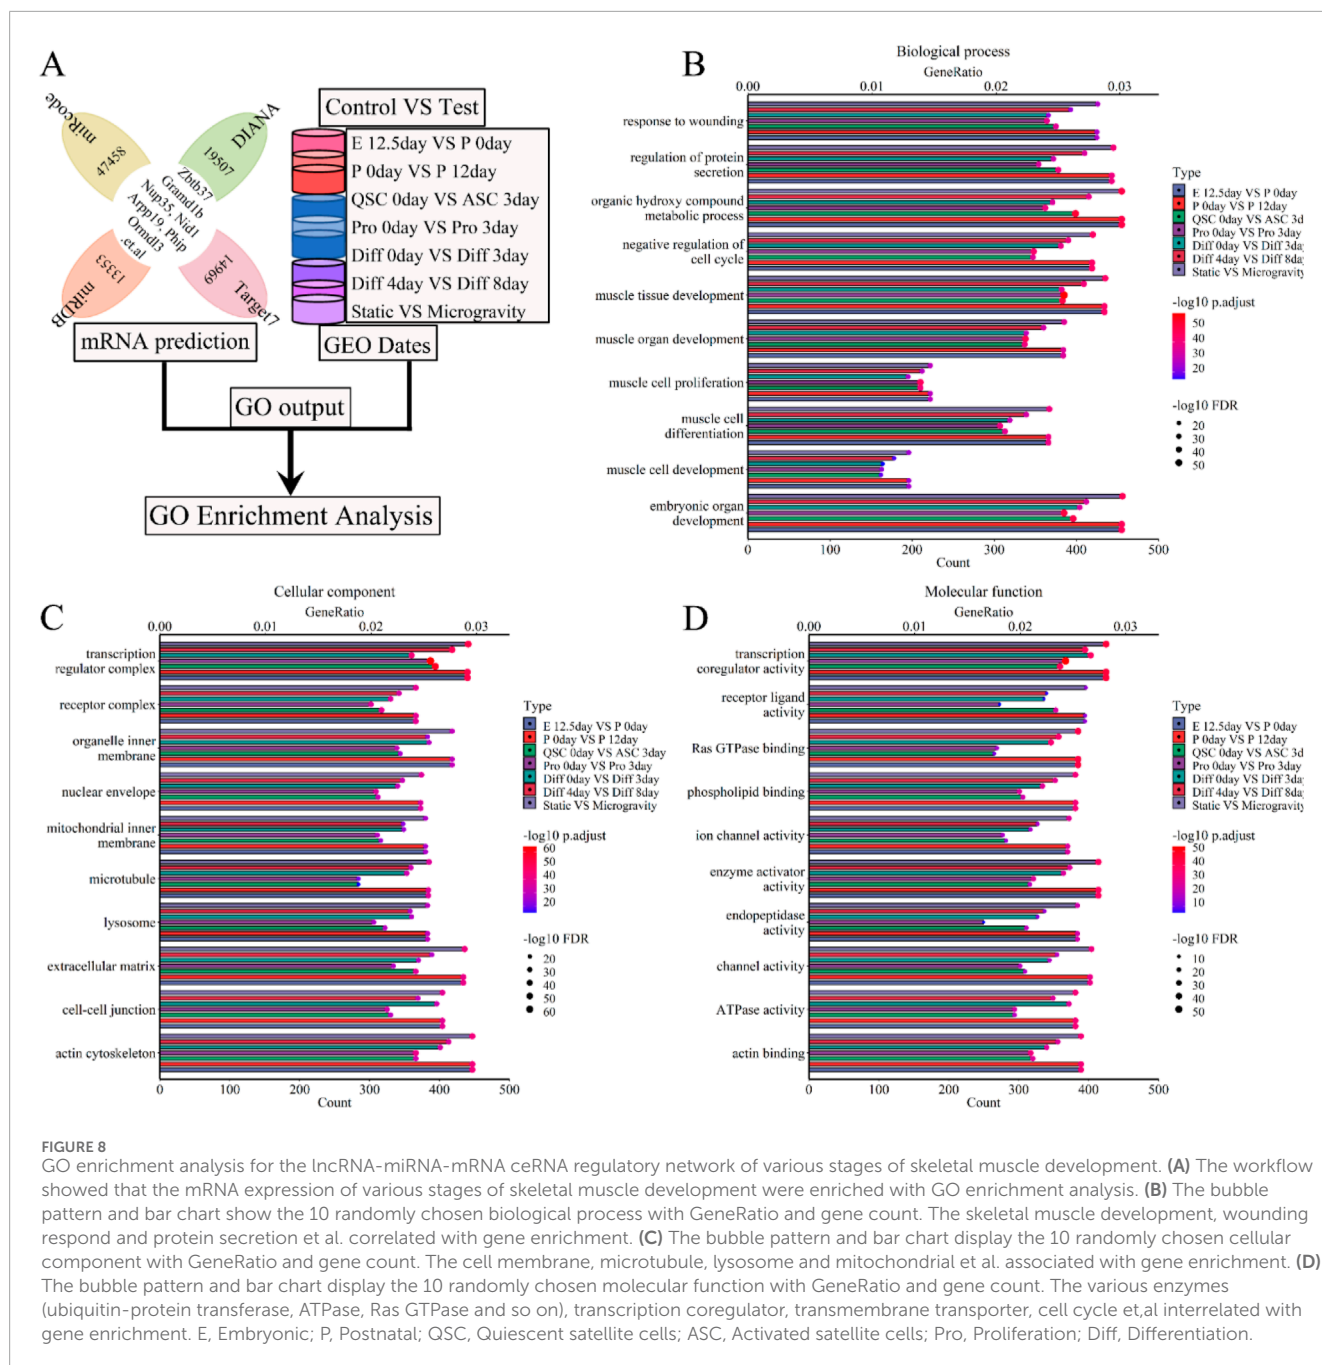 A
miRcode
47458
DIANA
19507
Zbtb37
Gramd1b
Nup35, Nid1
Arpp19, Phip
Ormdl3
.et.al
miRDB
13353
Target7
14969
mRNA prediction
Control VS Test
E 12.5day VS P 0day
P 0day VS P 12day
QSC 0day VS ASC 3day
Pro 0day VS Pro 3day
Diff 0day VS Diff 3day
Diff 4day VS Diff 8day
Static VS Microgravity
GEO Dates
GO output
GO Enrichment Analysis
B
Biological process
GeneRatio
0.00 0.01 0.02 0.03
response to wounding
regulation of protein
secretion
organic hydroxy compound
metabolic process
negative regulation of
cell cycle
muscle tissue development
muscle organ development
muscle cell proliferation
muscle cell
differentiation
muscle cell development
embryonic organ
development
0 100 200 300 400 500
Count
Type
E 12.5day VS P 0day
P 0day VS P 12day
QSC 0day VS ASC 3d
Pro 0day VS Pro 3day
Diff 0day VS Diff 3da
Diff 4day VS Diff 8da
Static VS Microgravity
-log10 p.adjust
50
40
30
20
-log10 FDR
20
30
40
50
C
Cellular component
GeneRatio
0.00 0.01 0.02 0.03
transcription
regulator complex
receptor complex
organelle inner
membrane
nuclear envelope
mitochondrial inner
membrane
microtubule
lysosome
extracellular matrix
cell-cell junction
actin cytoskeleton
0 100 200 300 400 500
Count
Type
E 12.5day VS P 0day
P 0day VS P 12day
QSC 0day VS ASC 3day
Pro 0day VS Pro 3day
Diff 0day VS Diff 3day
Diff 4day VS Diff 8day
Static VS Microgravity
-log10 p.adjust
60
50
40
30
20
-log10 FDR
20
30
40
50
60
D
Molecular function
GeneRatio
0.00 0.01 0.02 0.03
transcription
coregulator activity
receptor ligand
activity
Ras GTPase binding
phospholipid binding
ion channel activity
enzyme activator
activity
endopeptidase
activity
channel activity
ATPase activity
actin binding
0 100 200 300 400 500
Count
Type
E 12.5day VS P 0day
P 0day VS P 12day
QSC 0day VS ASC 3d
Pro 0day VS Pro 3day
Diff 0day VS Diff 3da
Diff 4day VS Diff 8da
Static VS Microgravity
-log10 p.adjust
50
40
30
20
10
-log10 FDR
10
20
30
40
50
FIGURE 8
GO enrichment analysis for the lncRNA-miRNA-mRNA ceRNA regulatory network of various stages of skeletal muscle development. (A) The workflow
showed that the mRNA expression of various stages of skeletal muscle development were enriched with GO enrichment analysis. (B) The bubble
pattern and bar chart show the 10 randomly chosen biological process with GeneRatio and gene count. The skeletal muscle development, wounding
respond and protein secretion et al. correlated with gene enrichment. (C) The bubble pattern and bar chart display the 10 randomly chosen cellular
component with GeneRatio and gene count. The cell membrane, microtubule, lysosome and mitochondrial et al. associated with gene enrichment. (D)
The bubble pattern and bar chart display the 10 randomly chosen molecular function with GeneRatio and gene count. The various enzymes
(ubiquitin-protein transferase, ATPase, Ras GTPase and so on), transcription coregulator, transmembrane transporter, cell cycle et,al interrelated with
gene enrichment. E, Embryonic; P, Postnatal; QSC, Quiescent satellite cells; ASC, Activated satellite cells; Pro, Proliferation; Diff, Differentiation.